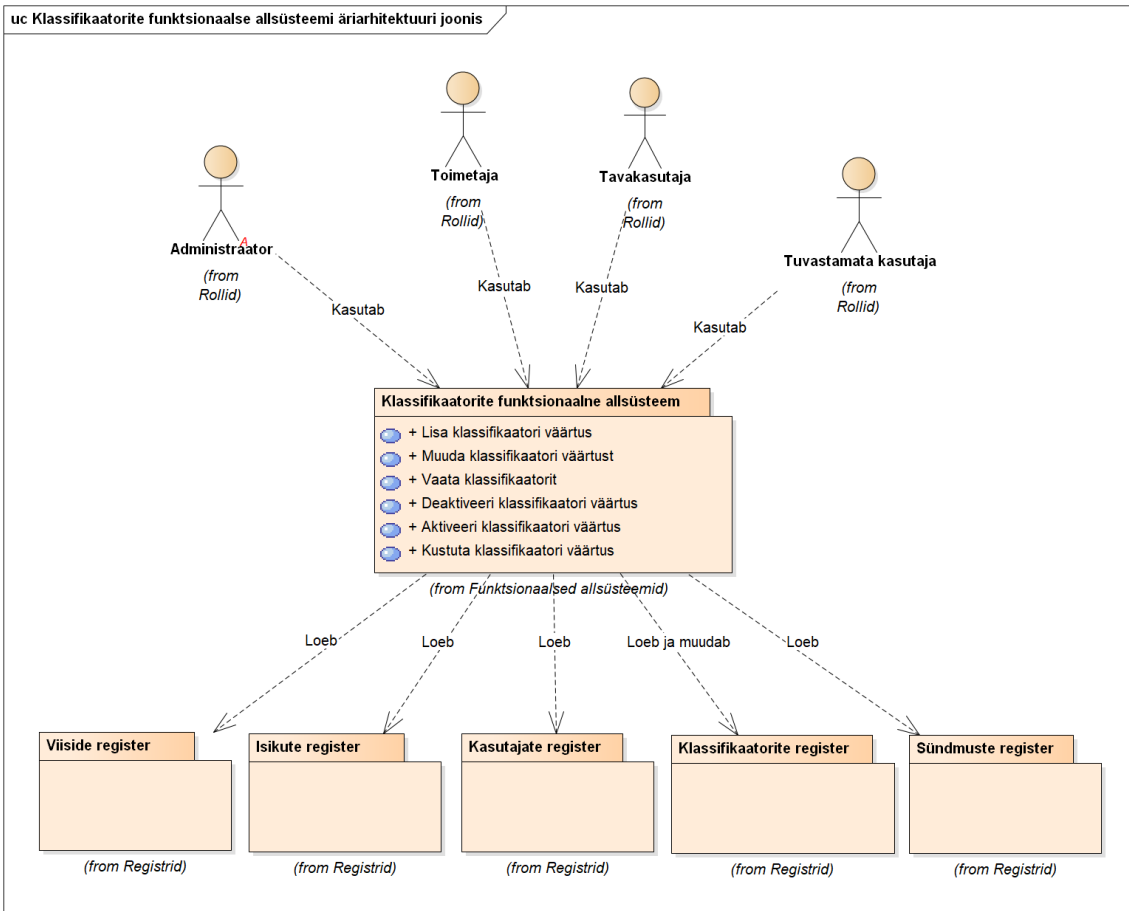 uc Klassifikaatorite funktsionaalse allsüsteemi äriarhitektuuri joonis
Toimetaja
(from
Rollid)
Tavakasutaja
(from
Rollid)
A
Administraator
(from
Rollid)
Tuvastamata kasutaja
(from
Rollid)
Kasutab
Kasutab
Kasutab
Kasutab
Klassifikaatorite funktsionaalne allsüsteem
+ Lisa klassifikaatori väärtus
+ Muuda klassifikaatori väärtust
+ Vaata klassifikaatorit
+ Deaktiveeri klassifikaatori väärtus
+ Aktiveeri klassifikaatori väärtus
+ Kustuta klassifikaatori väärtus
(from Funktsionaalsed allsüsteemid)
Loeb
Loeb
Loeb
Loeb ja muudab
Loeb
Viiside register
Isikute register
Kasutajate register
Klassifikaatorite register
Sündmuste register
(from Registrid)
(from Registrid)
(from Registrid)
(from Registrid)
(from Registrid)